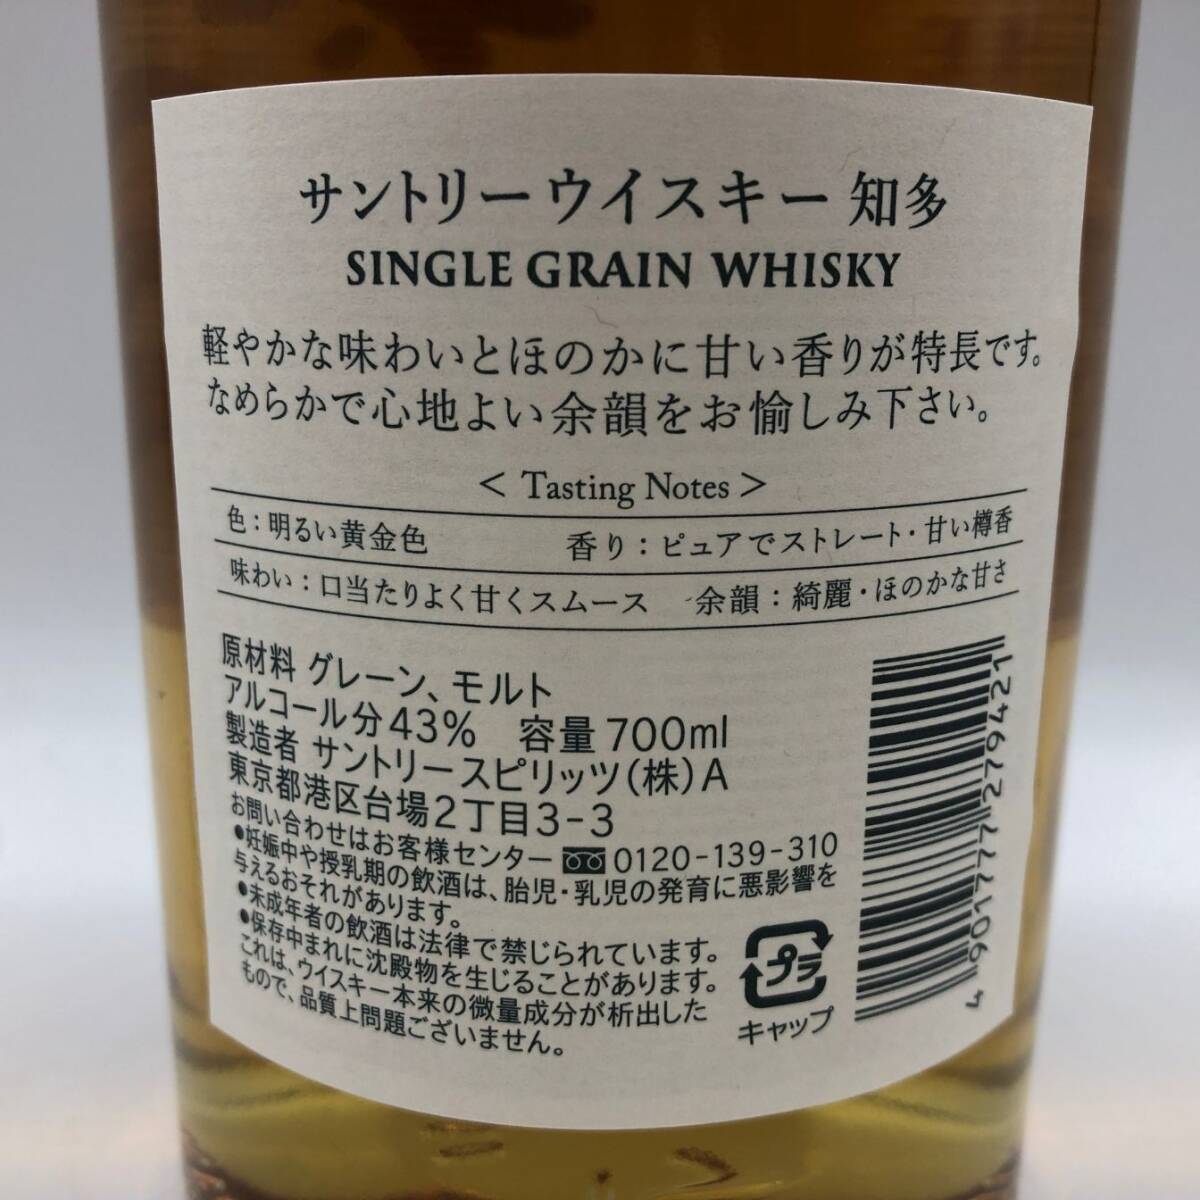 サントリーウイスキー 知多
SINGLE GRAIN WHISKY
軽やかな味わいとほのかに甘い香りが特長です。
なめらかで心地よい余韻をお愉しみ下さい。
< Tasting Notes >
色：明るい黄金色 香り：ピュアでストレート・甘い樽香
味わい：口当たりよく甘くスムース 余韻：綺麗・ほのかな甘さ
原材料 グレーン、モルト
アルコール分43% 容量700ml
製造者 サントリースピリッツ(株)A
東京都港区台場2丁目3-3
お問い合わせはお客様センター 0120-139-310
●妊娠中や授乳期の飲酒は、胎児・乳児の発育に悪影響を
与えるおそれがあります。
●未成年者の飲酒は法律で禁じられています。
●保存中まれに沈殿物を生じることがあります。
これは、ウイスキー本来の微量成分が析出した
もので、品質上問題ございません。
プラ
キャップ
4 901777 279421